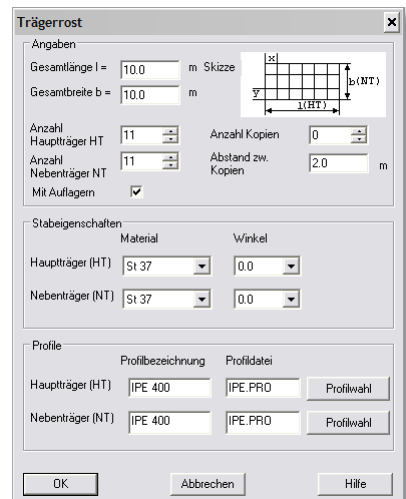 Trägerrost
Angaben
Gesamtlänge l = 10.0 m Skizze
Gesamtbreite b = 10.0 m
x
y
b(NT)
l(HT)
Anzahl
Hauptträger HT 11 Anzahl Kopien 0
Anzahl
Nebenträger NT 11 Abstand zw.
Kopien 2.0 m
Mit Auflagern
Stabeigenschaften
Material Winkel
Hauptträger (HT) St 37 0.0
Nebenträger (NT) St 37 0.0
Profile
Profilbezeichnung Profildatei
Hauptträger (HT) IPE 400 IPE.PRO Profilwahl
Nebenträger (NT) IPE 400 IPE.PRO Profilwahl
OK Abbrechen Hilfe